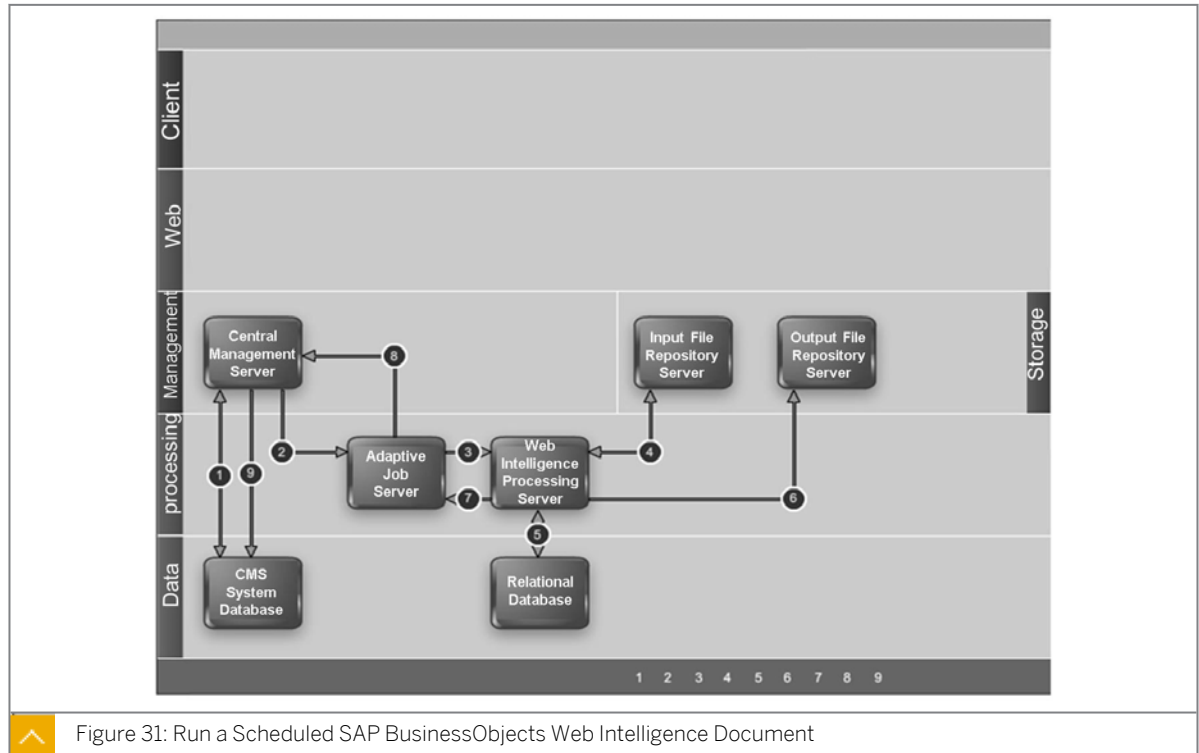 Client
Web
Management
Storage
Central
Management
Server
8
Input File
Repository
Server
Output File
Repository
Server
processing
1
9
2
Adaptive
Job
Server
3
7
Web
Intelligence
Processing
Server
4
6
5
Data
CMS
System
Database
Relational
Database
1 2 3 4 5 6 7 8 9
Figure 31: Run a Scheduled SAP BusinessObjects Web Intelligence Document